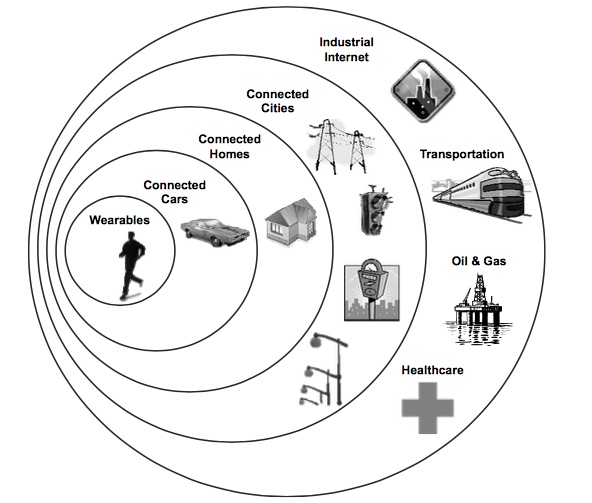 Industrial
Internet
Connected
Cities
Connected
Homes
Transportation
Connected
Cars
Wearables
Oil & Gas
Healthcare